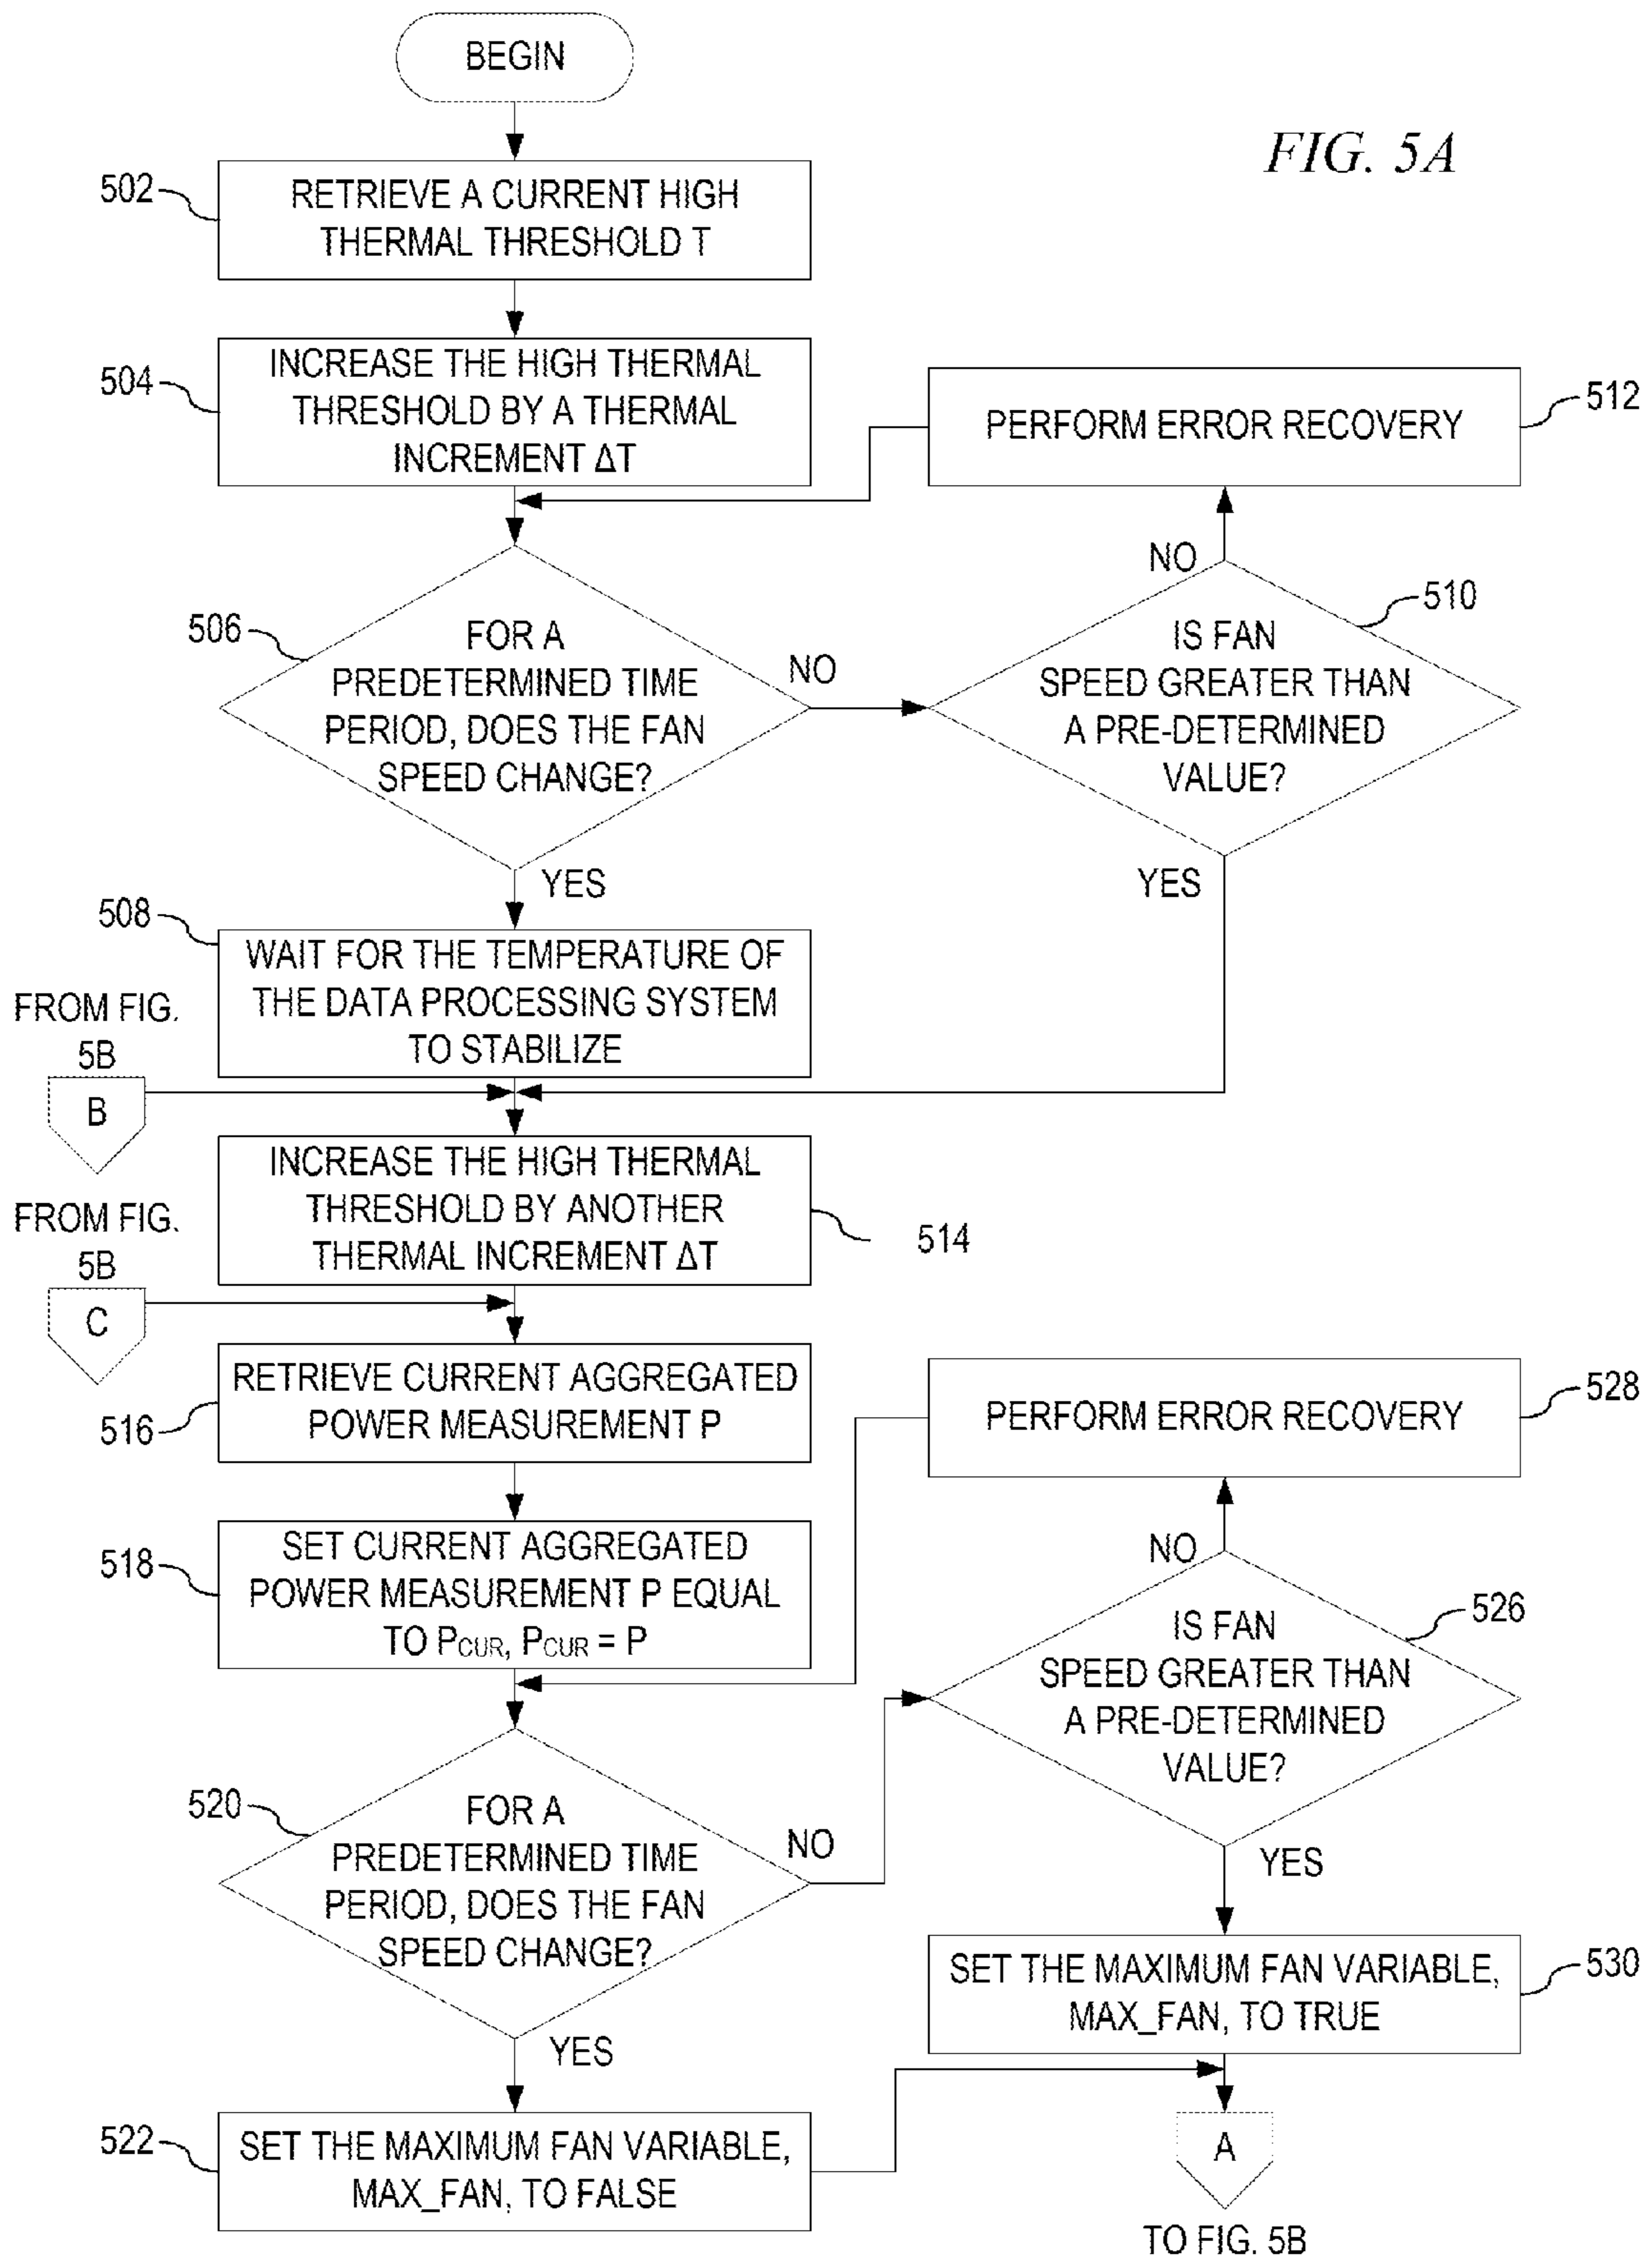 BEGIN
FIG. 5A
502
RETRIEVE A CURRENT HIGH
THERMAL THRESHOLD T
504
INCREASE THE HIGH THERMAL
THRESHOLD BY A THERMAL
INCREMENT ΔT
PERFORM ERROR RECOVERY
512
506
FOR A
PREDETERMINED TIME
PERIOD, DOES THE FAN
SPEED CHANGE?
NO
YES
NO
510
IS FAN
SPEED GREATER THAN
A PRE-DETERMINED
VALUE?
YES
508
WAIT FOR THE TEMPERATURE OF
THE DATA PROCESSING SYSTEM
TO STABILIZE
FROM FIG.
5B
B
INCREASE THE HIGH THERMAL
THRESHOLD BY ANOTHER
THERMAL INCREMENT ΔT
514
FROM FIG.
5B
C
RETRIEVE CURRENT AGGREGATED
POWER MEASUREMENT P
516
PERFORM ERROR RECOVERY
528
518
SET CURRENT AGGREGATED
POWER MEASUREMENT P EQUAL
TO PCUR, PCUR = P
NO
526
IS FAN
SPEED GREATER THAN
A PRE-DETERMINED
VALUE?
YES
520
FOR A
PREDETERMINED TIME
PERIOD, DOES THE FAN
SPEED CHANGE?
NO
YES
SET THE MAXIMUM FAN VARIABLE,
MAX_FAN, TO TRUE
530
522
SET THE MAXIMUM FAN VARIABLE,
MAX_FAN, TO FALSE
A
TO FIG. 5B